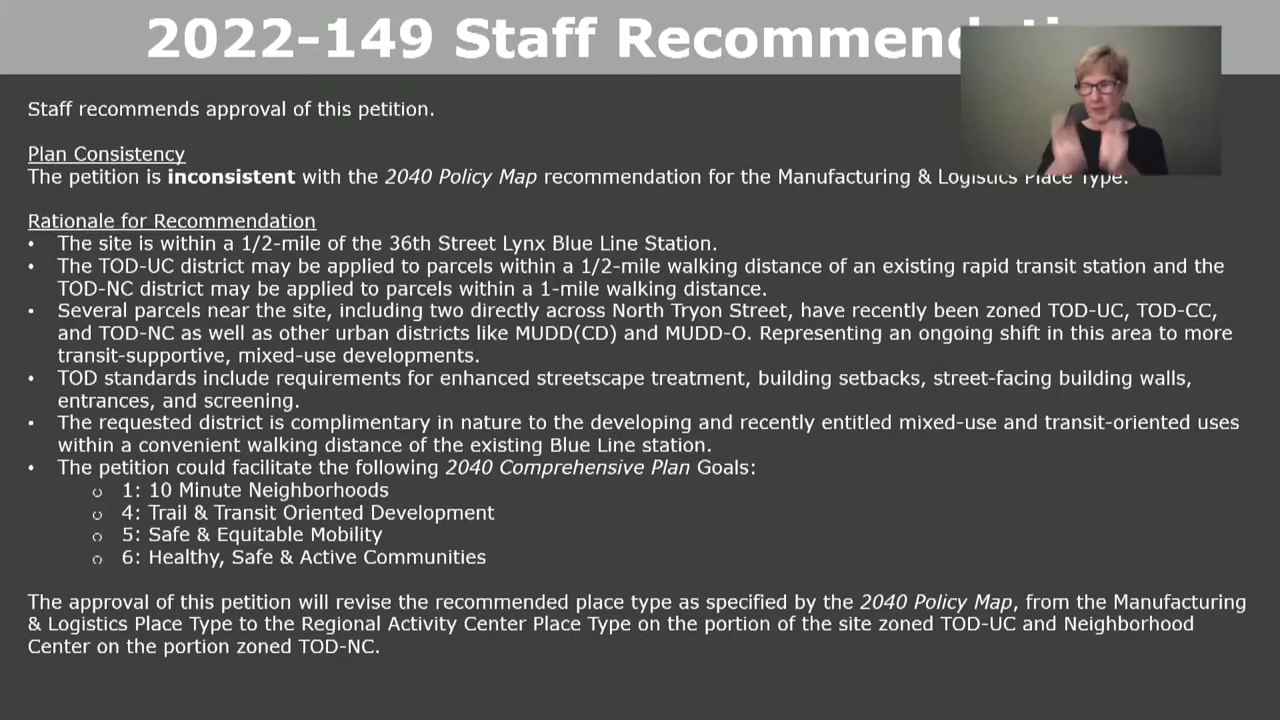 2022-149 Staff Recommendati
Staff recommends approval of this petition.
Plan Consistency
The petition is inconsistent with the 2040 Policy Map recommendation for the Manufacturing & Logistics Place Type.
Rationale for Recommendation
• The site is within a 1/2-mile of the 36th Street Lynx Blue Line Station.
• The TOD-UC district may be applied to parcels within a 1/2-mile walking distance of an existing rapid transit station and the
TOD-NC district may be applied to parcels within a 1-mile walking distance.
• Several parcels near the site, including two directly across North Tryon Street, have recently been zoned TOD-UC, TOD-CC,
and TOD-NC as well as other urban districts like MUDD(CD) and MUDD-O. Representing an ongoing shift in this area to more
transit-supportive, mixed-use developments.
• TOD standards include requirements for enhanced streetscape treatment, building setbacks, street-facing building walls,
entrances, and screening.
• The requested district is complimentary in nature to the developing and recently entitled mixed-use and transit-oriented uses
within a convenient walking distance of the existing Blue Line station.
• The petition could facilitate the following 2040 Comprehensive Plan Goals:
o 1: 10 Minute Neighborhoods
o 4: Trail & Transit Oriented Development
o 5: Safe & Equitable Mobility
o 6: Healthy, Safe & Active Communities
The approval of this petition will revise the recommended place type as specified by the 2040 Policy Map, from the Manufacturing
& Logistics Place Type to the Regional Activity Center Place Type on the portion of the site zoned TOD-UC and Neighborhood
Center on the portion zoned TOD-NC.